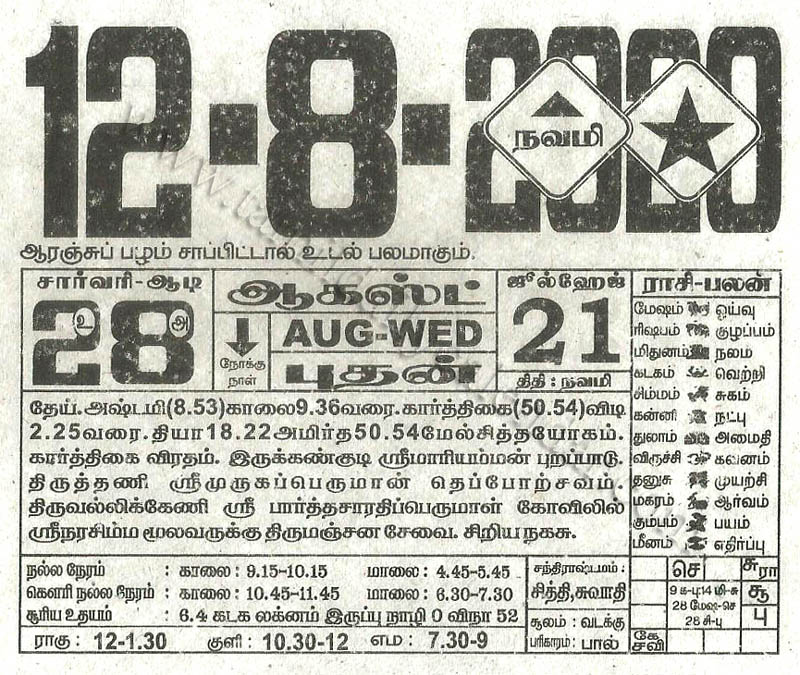 12-8-2020
நவமி
ஆரஞ்சுப் பழம் சாப்பிட்டால் உடல் பலமாகும்.
சார்வரி-ஆடி
28
உ
அ
ஆகஸ்ட்
AUG-WED
புதன்
நோக்கு
நாள்
ஜுல்ஹேஜ்
21
திதி : நவமி
தேய். அஷ்டமி(8.53)காலை9.36வரை.கார்த்திகை(50.54)விடி
2.25வரை.தியா18.22அமிர்த50.54மேல்சித்தயோகம்.
கார்த்திகை விரதம். இருக்கண்குடி ஸ்ரீமாரியம்மன் புறப்பாடு.
திருத்தணி ஸ்ரீமுருகப்பெருமான் தெப்போற்சவம்.
திருவல்லிக்கேணி ஸ்ரீ பார்த்தசாரதிப்பெருமாள் கோவிலில்
ஸ்ரீநரசிம்ம மூலவருக்கு திருமஞ்சன சேவை. சிறிய நகசு.
ராசி-பலன்
மேஷம் ஓய்வு
ரிஷபம் குழப்பம்
மிதுனம் நலம்
கடகம் வெற்றி
சிம்மம் சுகம்
கன்னி நட்பு
துலாம் அமைதி
விருச்சி கவனம்
தனுசு முயற்சி
மகரம் ஆர்வம்
கும்பம் பயம்
மீனம் எதிர்ப்பு
நல்ல நேரம் : காலை: 9.15-10.15 மாலை: 4.45-5.45
கௌரி நல்ல நேரம் : காலை: 10.45-11.45 மாலை: 6.30-7.30
சூரிய உதயம் : 6.4 கடக லக்னம் இருப்பு நாழி 0 விநா 52
ராகு : 12-1.30 குளி : 10.30-12 எம : 7.30-9
சந்திராஷ்டமம் :
சித்தி,சுவாதி
சூலம் : வடக்கு
பரிகாரம் : பால்
செ சு
ரா
9 க-பு:14 மி-சு
28 மேஷ-செ
28 சி-பு
சூ
பு
கே
சவி